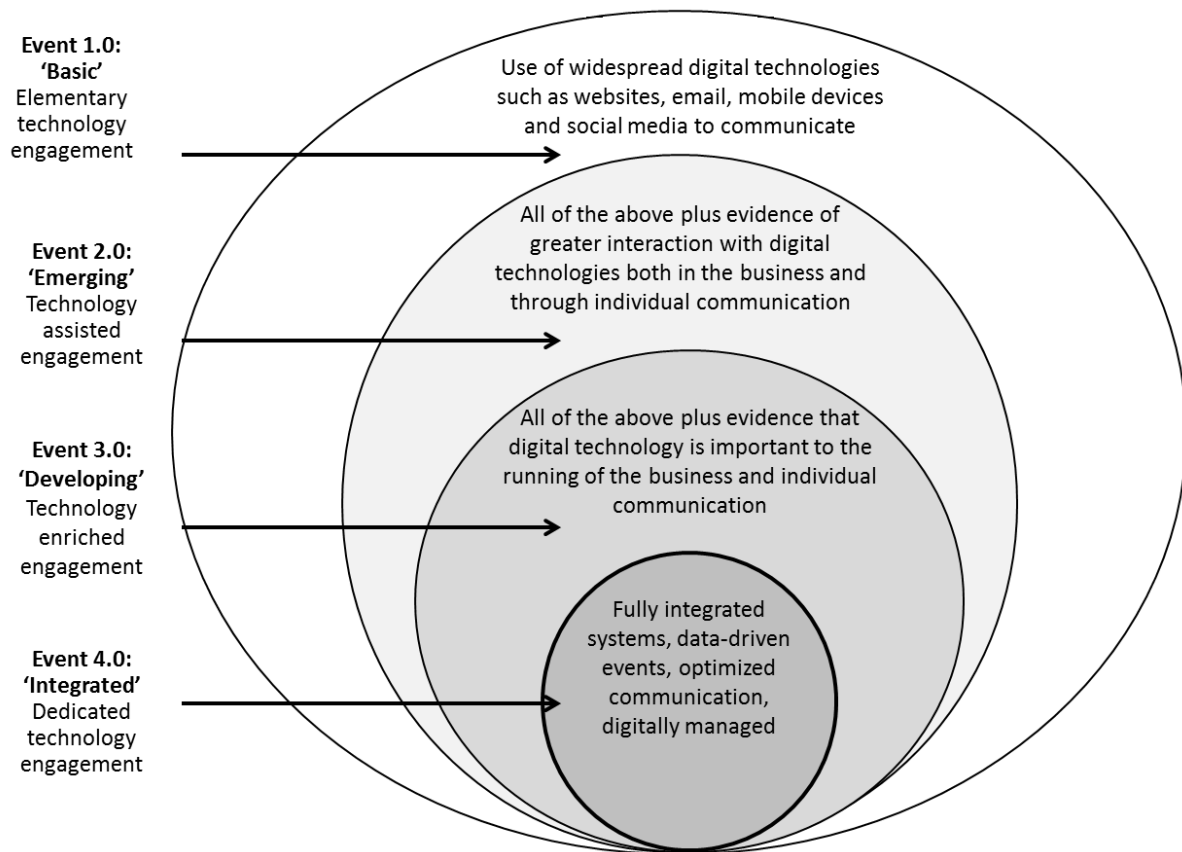 Event 1.0:
‘Basic’
Elementary
technology
engagement
Use of widespread digital technologies
such as websites, email, mobile devices
and social media to communicate
Event 2.0:
‘Emerging’
Technology
assisted
engagement
All of the above plus evidence of
greater interaction with digital
technologies both in the business and
through individual communication
Event 3.0:
‘Developing’
Technology
enriched
engagement
All of the above plus evidence that
digital technology is important to the
running of the business and individual
communication
Event 4.0:
‘Integrated’
Dedicated
technology
engagement
Fully integrated
systems, data-driven
events, optimized
communication,
digitally managed